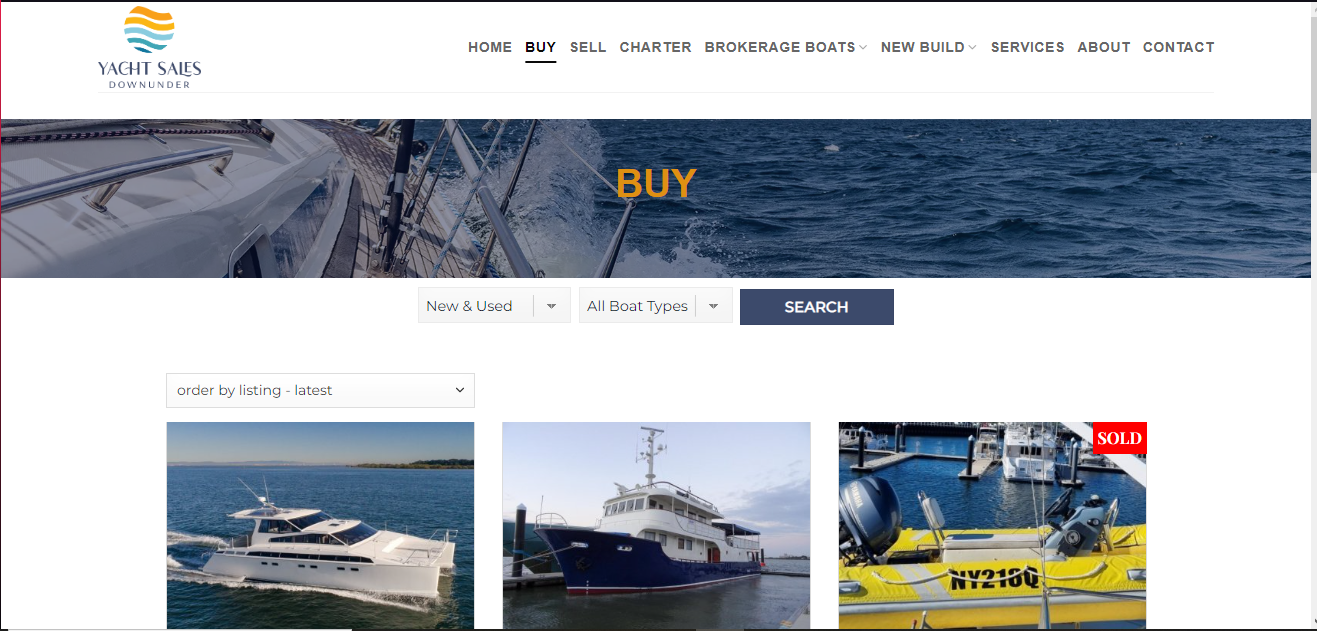 YACHT SALES
DOWNUNDER
HOME BUY SELL CHARTER BROKERAGE BOATS NEW BUILD SERVICES ABOUT CONTACT
BUY
New & Used All Boat Types SEARCH
order by listing - latest
SOLD
YAMAHA
NY218Q